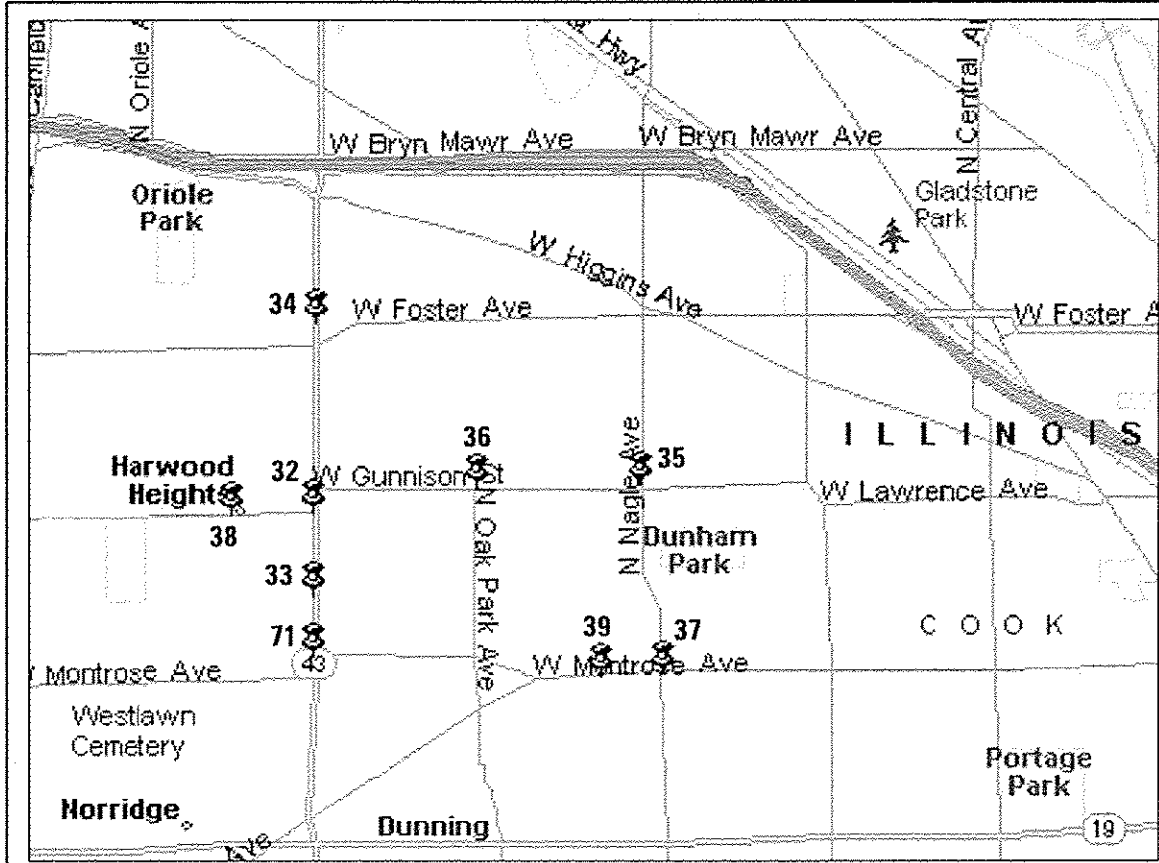 Canfield
N Oriole A
ar Hwy
N Central A
W Bryn Mawr Ave
W Bryn Mawr Ave
Oriole
Park
Gladstone
Park
W Higgins Ave
34
W Foster Ave
W Foster A
36
35
I L L I N O I S
Harwood
Heights
32
W Gunnison St
W Lawrence Ave
38
N Oak Park Ave
N Nagle Ave
Dunham
Park
33
C O O K
71
39
37
43
W Montrose Ave
W Montrose Ave
Westlawn
Cemetery
Portage
Park
Norridge
Ave
Dunning
19